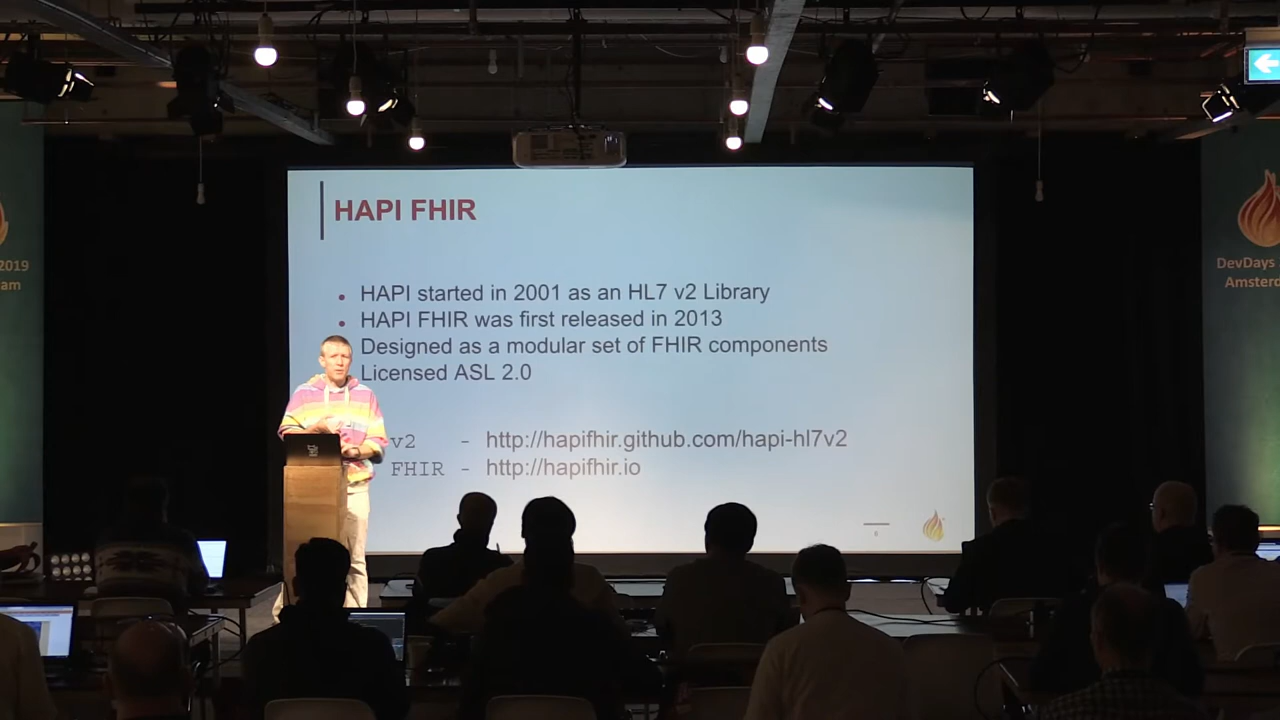 HAPI FHIR
HAPI started in 2001 as an HL7 v2 Library
HAPI FHIR was first released in 2013
Designed as a modular set of FHIR components
Licensed ASL 2.0
v2 - http://hapifhir.github.com/hapi-hl7v2
FHIR - http://hapifhir.io
2019
am
DevDays
Amsterd